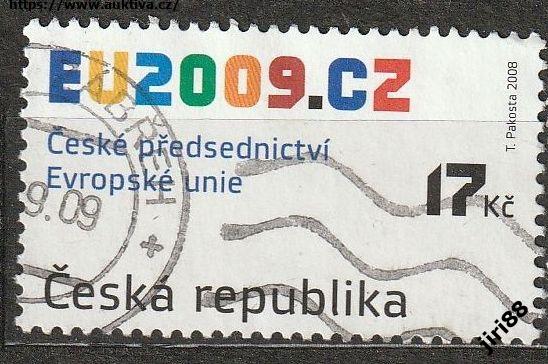 https://www.auktiva.cz/
EU2009.CZ
České předsednictví
Evropské unie
17 Kč
T. Pakosta 2008
9.09
Česká republika
jiri88